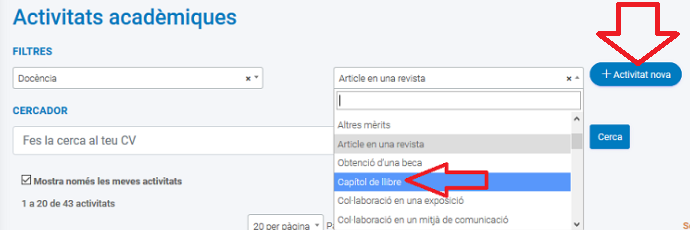 Activitats acadèmiques
FILTRES
Docència × 
Article en una revista ×
+ Activitat nova
CERCADOR
Fes la cerca al teu CV
Cerca
Altres mèrits
Article en una revista
Obtenció d'una beca
Capítol de llibre
Col·laboració en una exposició
Col·laboració en un mitjà de comunicació
Mostra només les meves activitats
1 a 20 de 43 activitats
20 per pàgina